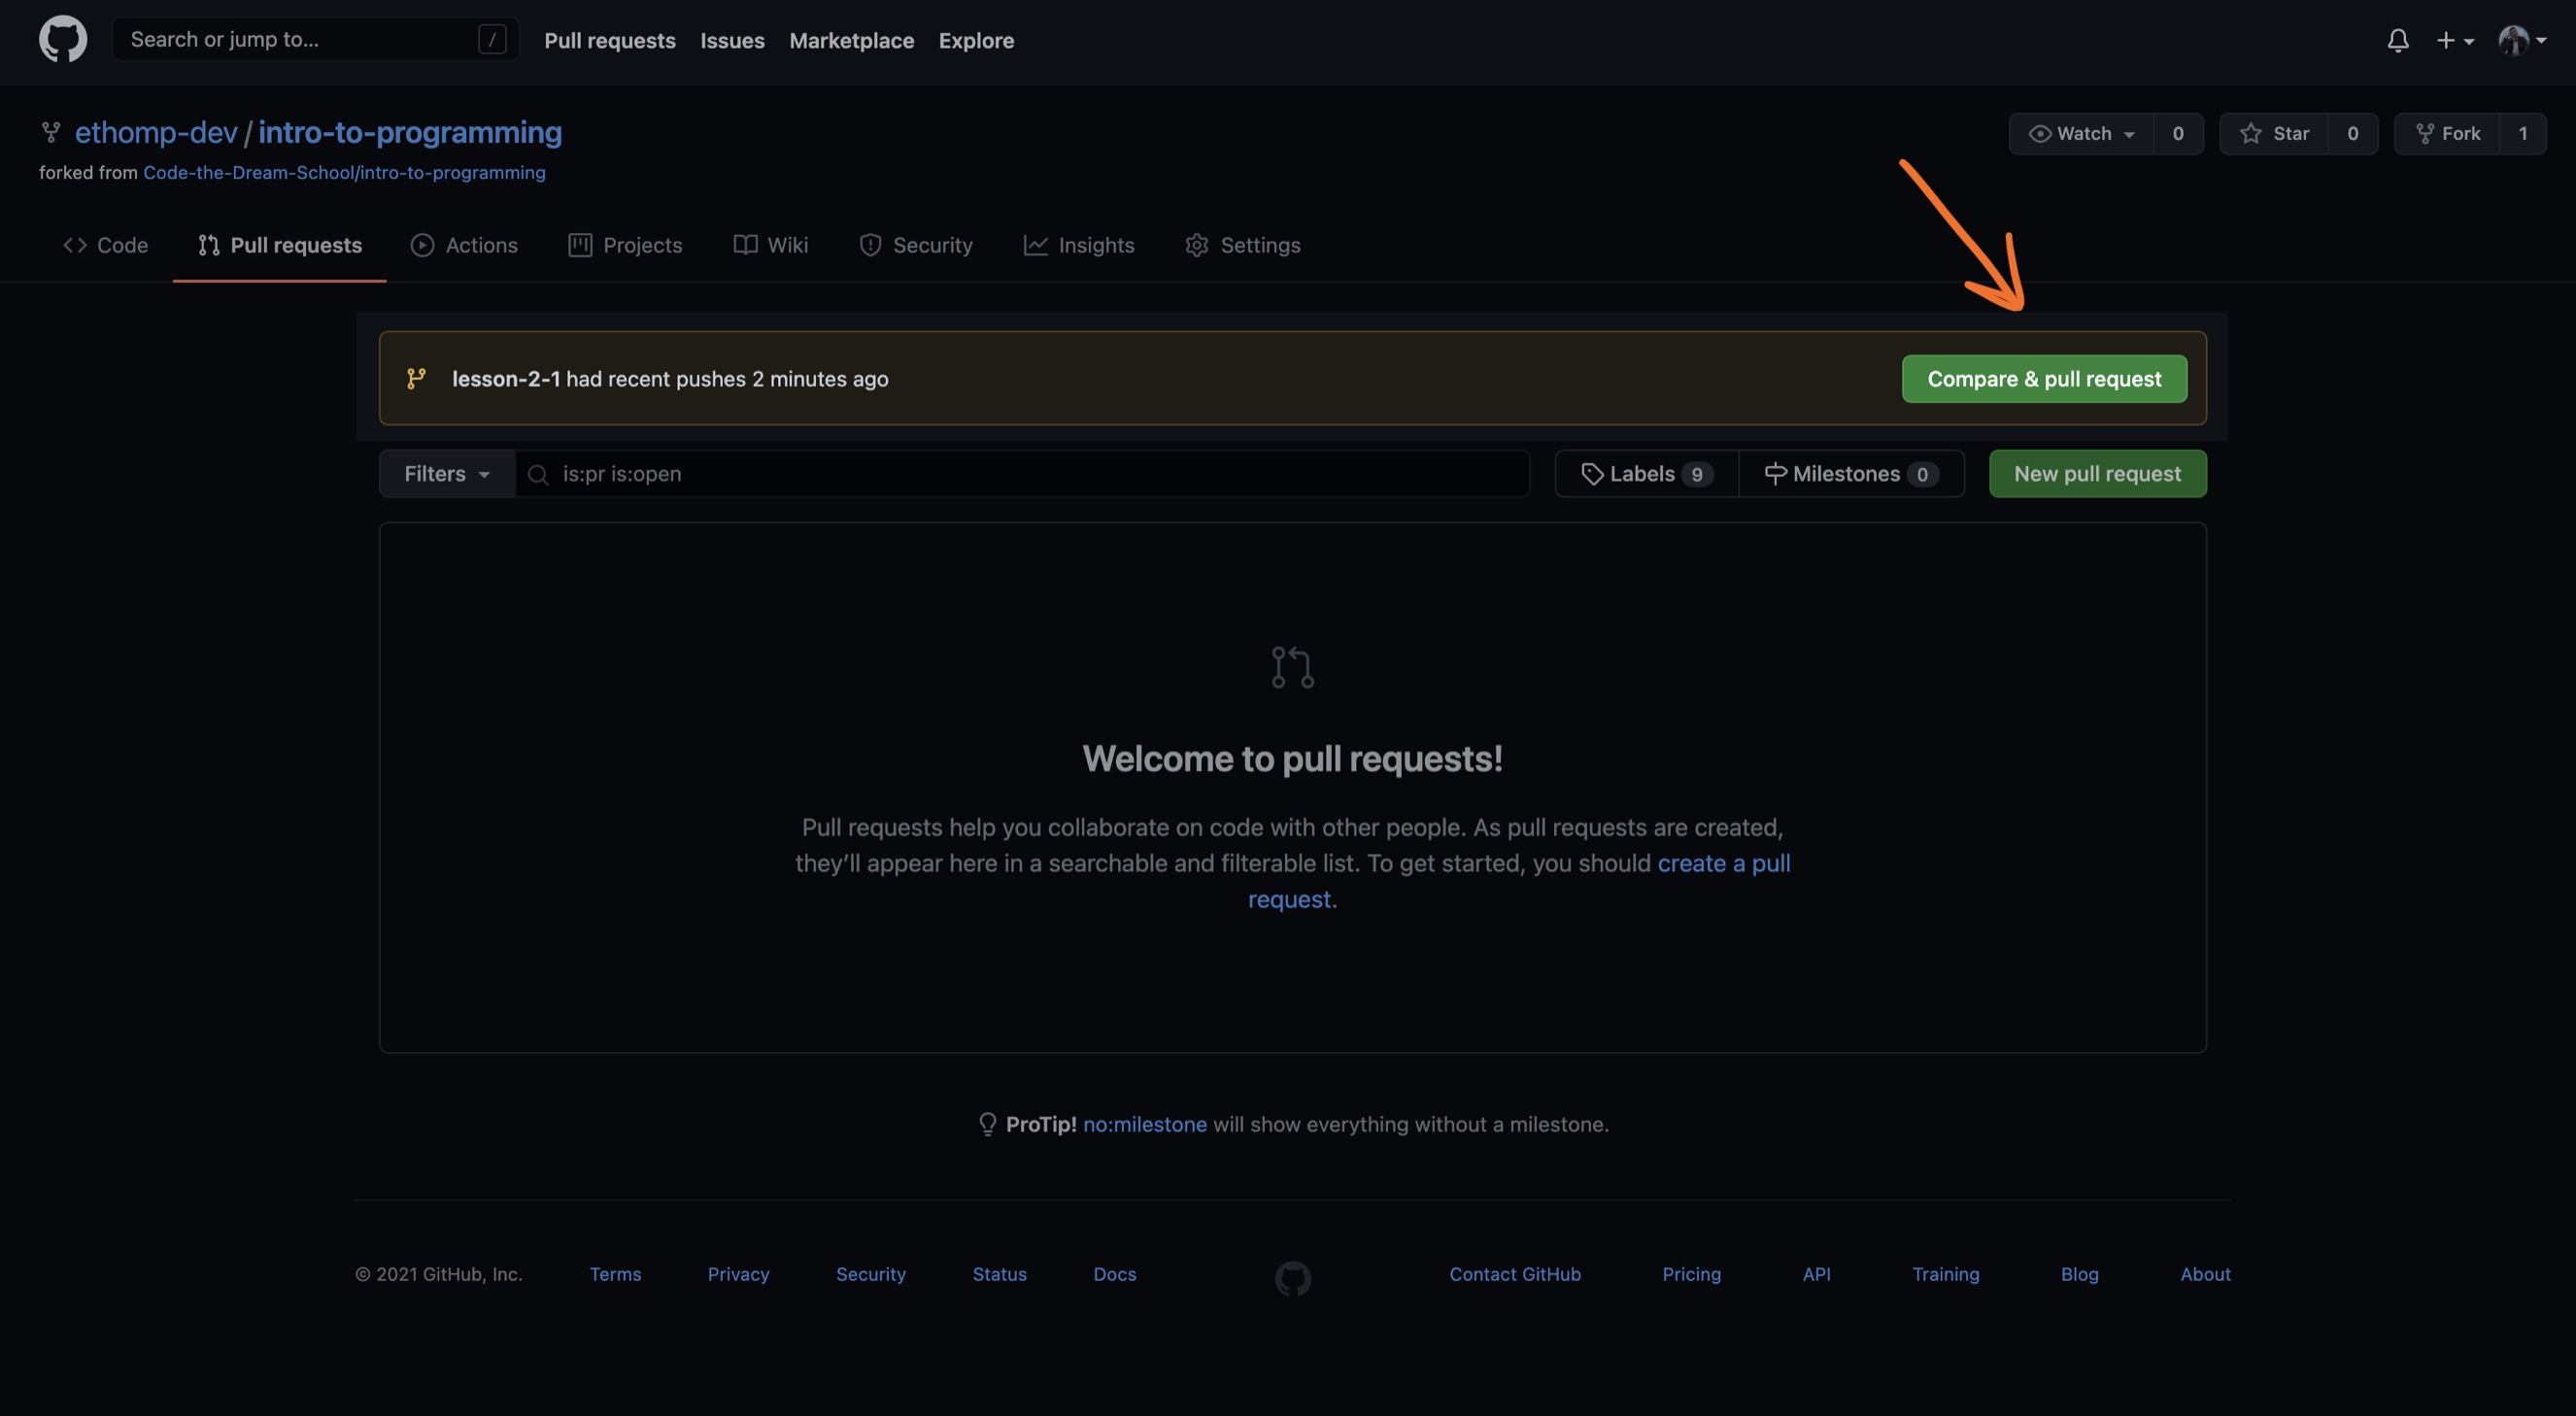 Search or jump to... /
Pull requests Issues Marketplace Explore
ethomp-dev / intro-to-programming
Watch 0 Star 0 Fork 1
forked from Code-the-Dream-School/intro-to-programming
Code Pull requests Actions Projects Wiki Security Insights Settings
lesson-2-1 had recent pushes 2 minutes ago Compare & pull request
Filters is:pr is:open Labels 9 Milestones 0 New pull request
Welcome to pull requests!
Pull requests help you collaborate on code with other people. As pull requests are created,
they’ll appear here in a searchable and filterable list. To get started, you should create a pull
request.
ProTip! no:milestone will show everything without a milestone.
© 2021 GitHub, Inc. Terms Privacy Security Status Docs Contact GitHub Pricing API Training Blog About